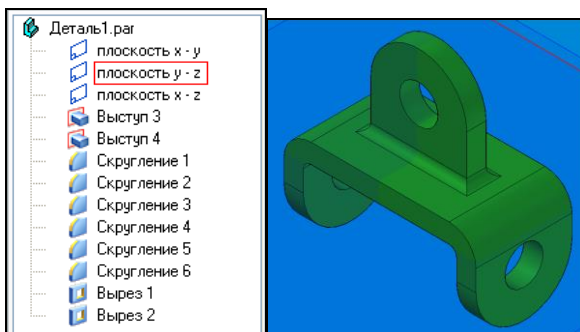 Деталь1.par
плоскость x - y
плоскость y - z
плоскость x - z
Выступ 3
Выступ 4
Скругление 1
Скругление 2
Скругление 3
Скругление 4
Скругление 5
Скругление 6
Вырез 1
Вырез 2